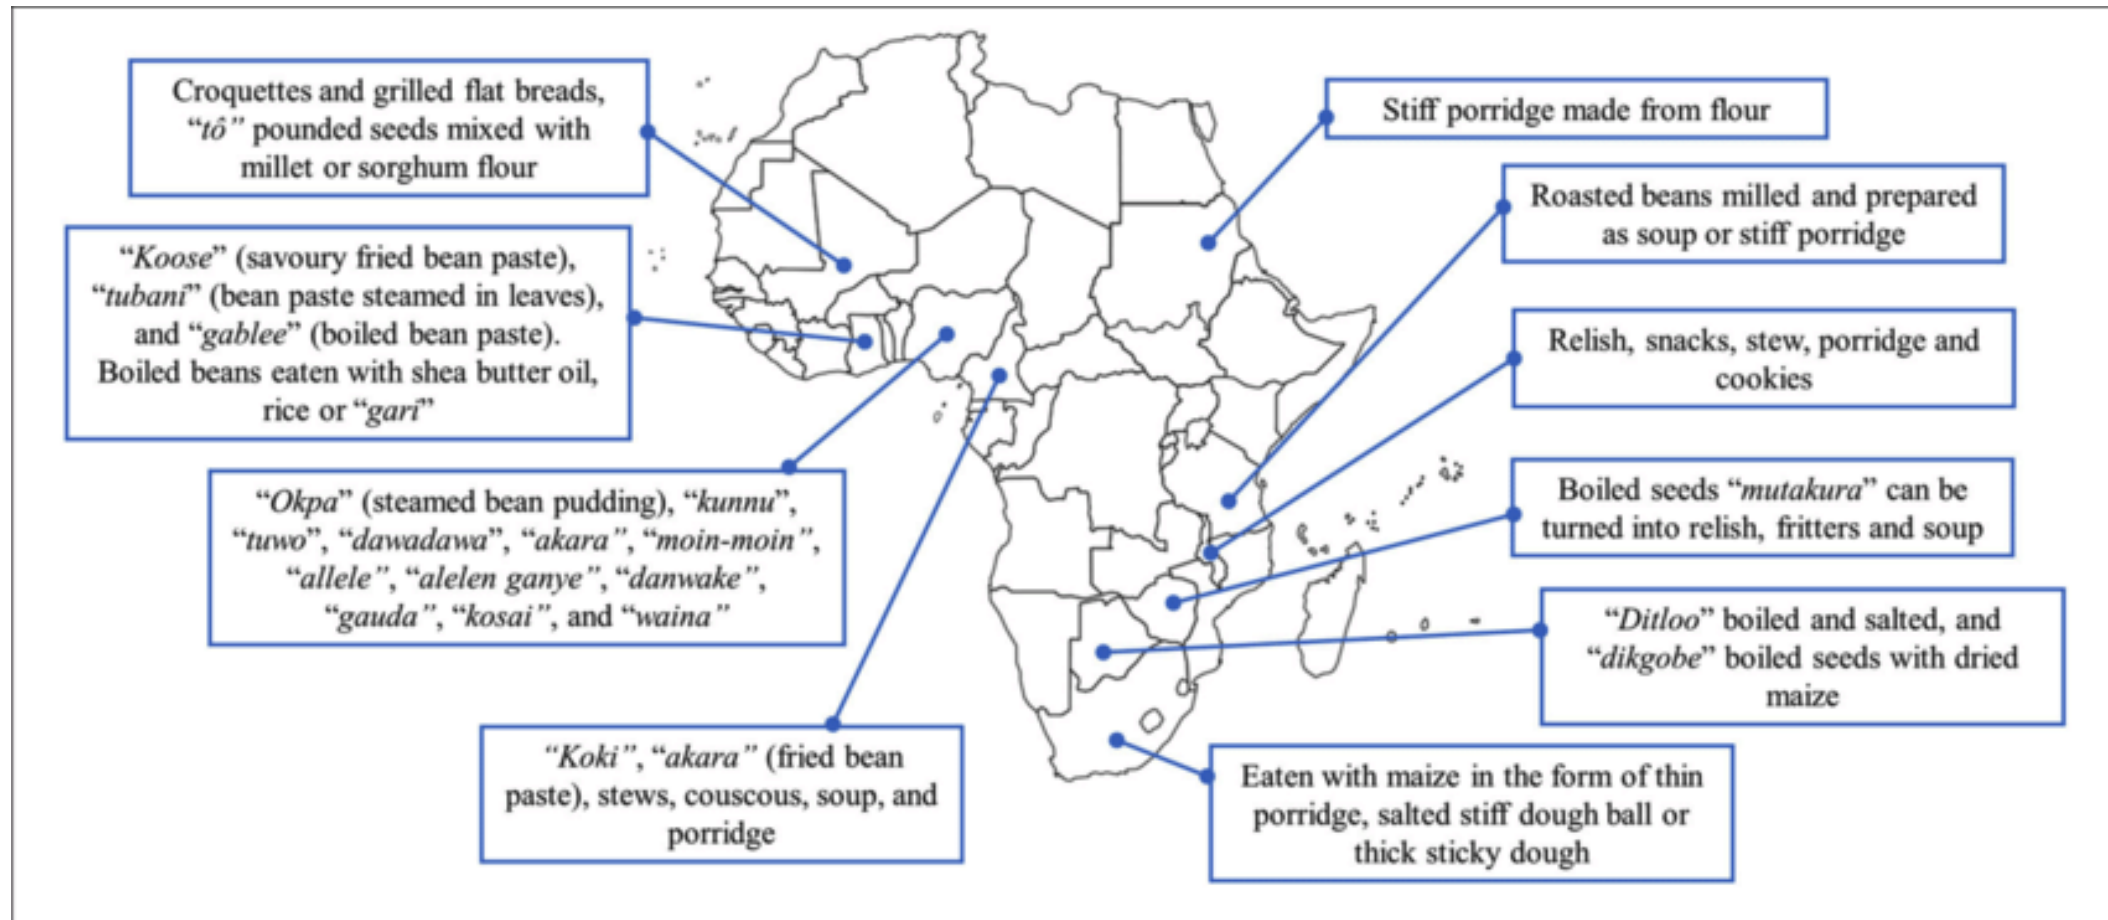 Croquettes and grilled flat breads,
“tô” pounded seeds mixed with
millet or sorghum flour
“Koose” (savoury fried bean paste),
“tubani” (bean paste steamed in leaves),
and “gablee” (boiled bean paste).
Boiled beans eaten with shea butter oil,
rice or “gari”
“Okpa” (steamed bean pudding), “kunnu”,
“tuwo”, “dawadawa”, “akara”, “moin-moin”,
“allele”, “alelen ganye”, “danwake”,
“gauda”, “kosai”, and “waina”
“Koki”, “akara” (fried bean
paste), stews, couscous, soup, and
porridge
Stiff porridge made from flour
Roasted beans milled and prepared
as soup or stiff porridge
Relish, snacks, stew, porridge and
cookies
Boiled seeds “mutakura” can be
turned into relish, fritters and soup
“Ditloo” boiled and salted, and
“dikgobe” boiled seeds with dried
maize
Eaten with maize in the form of thin
porridge, salted stiff dough ball or
thick sticky dough